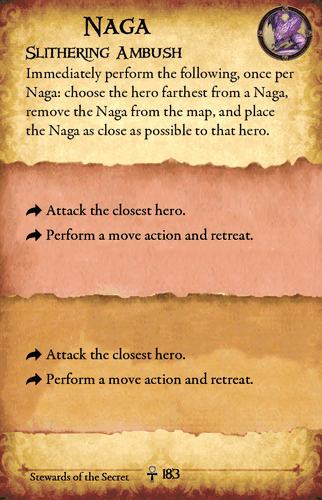 Naga
Slithering Ambush
Immediately perform the following, once per
Naga: choose the hero farthest from a Naga,
remove the Naga from the map, and place
the Naga as close as possible to that hero.
Attack the closest hero.
Perform a move action and retreat.
Attack the closest hero.
Perform a move action and retreat.
Stewards of the Secret 183